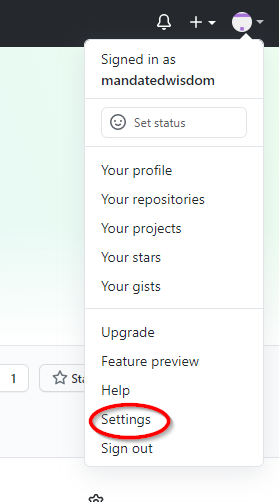 Signed in as
mandatedwisdom
Set status
Your profile
Your repositories
Your projects
Your stars
Your gists
Upgrade
Feature preview
1
Sta
Help
Settings
Sign out